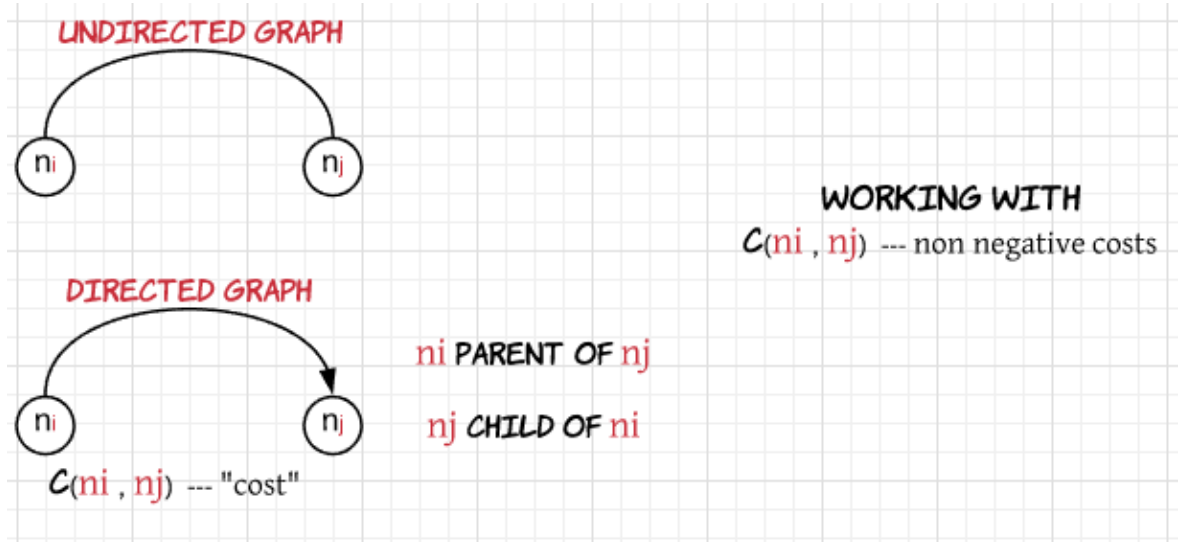 UNDIRECTED GRAPH
ni
nj
WORKING WITH
C(ni , nj) --- non negative costs
DIRECTED GRAPH
ni PARENT OF nj
ni
nj
nj CHILD OF ni
C(ni , nj) --- "cost"